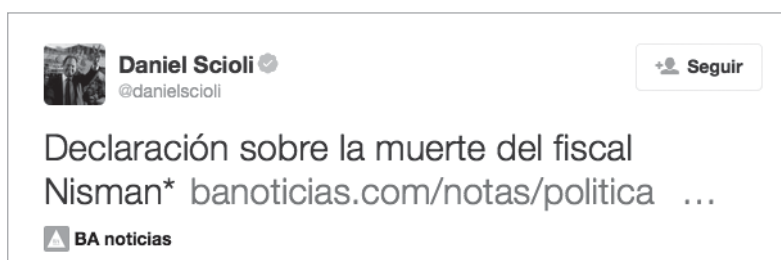 Daniel Scioli
@danielscioli
Seguir
Declaración sobre la muerte del fiscal
Nisman* banoticias.com/notas/politica ...
BA noticias